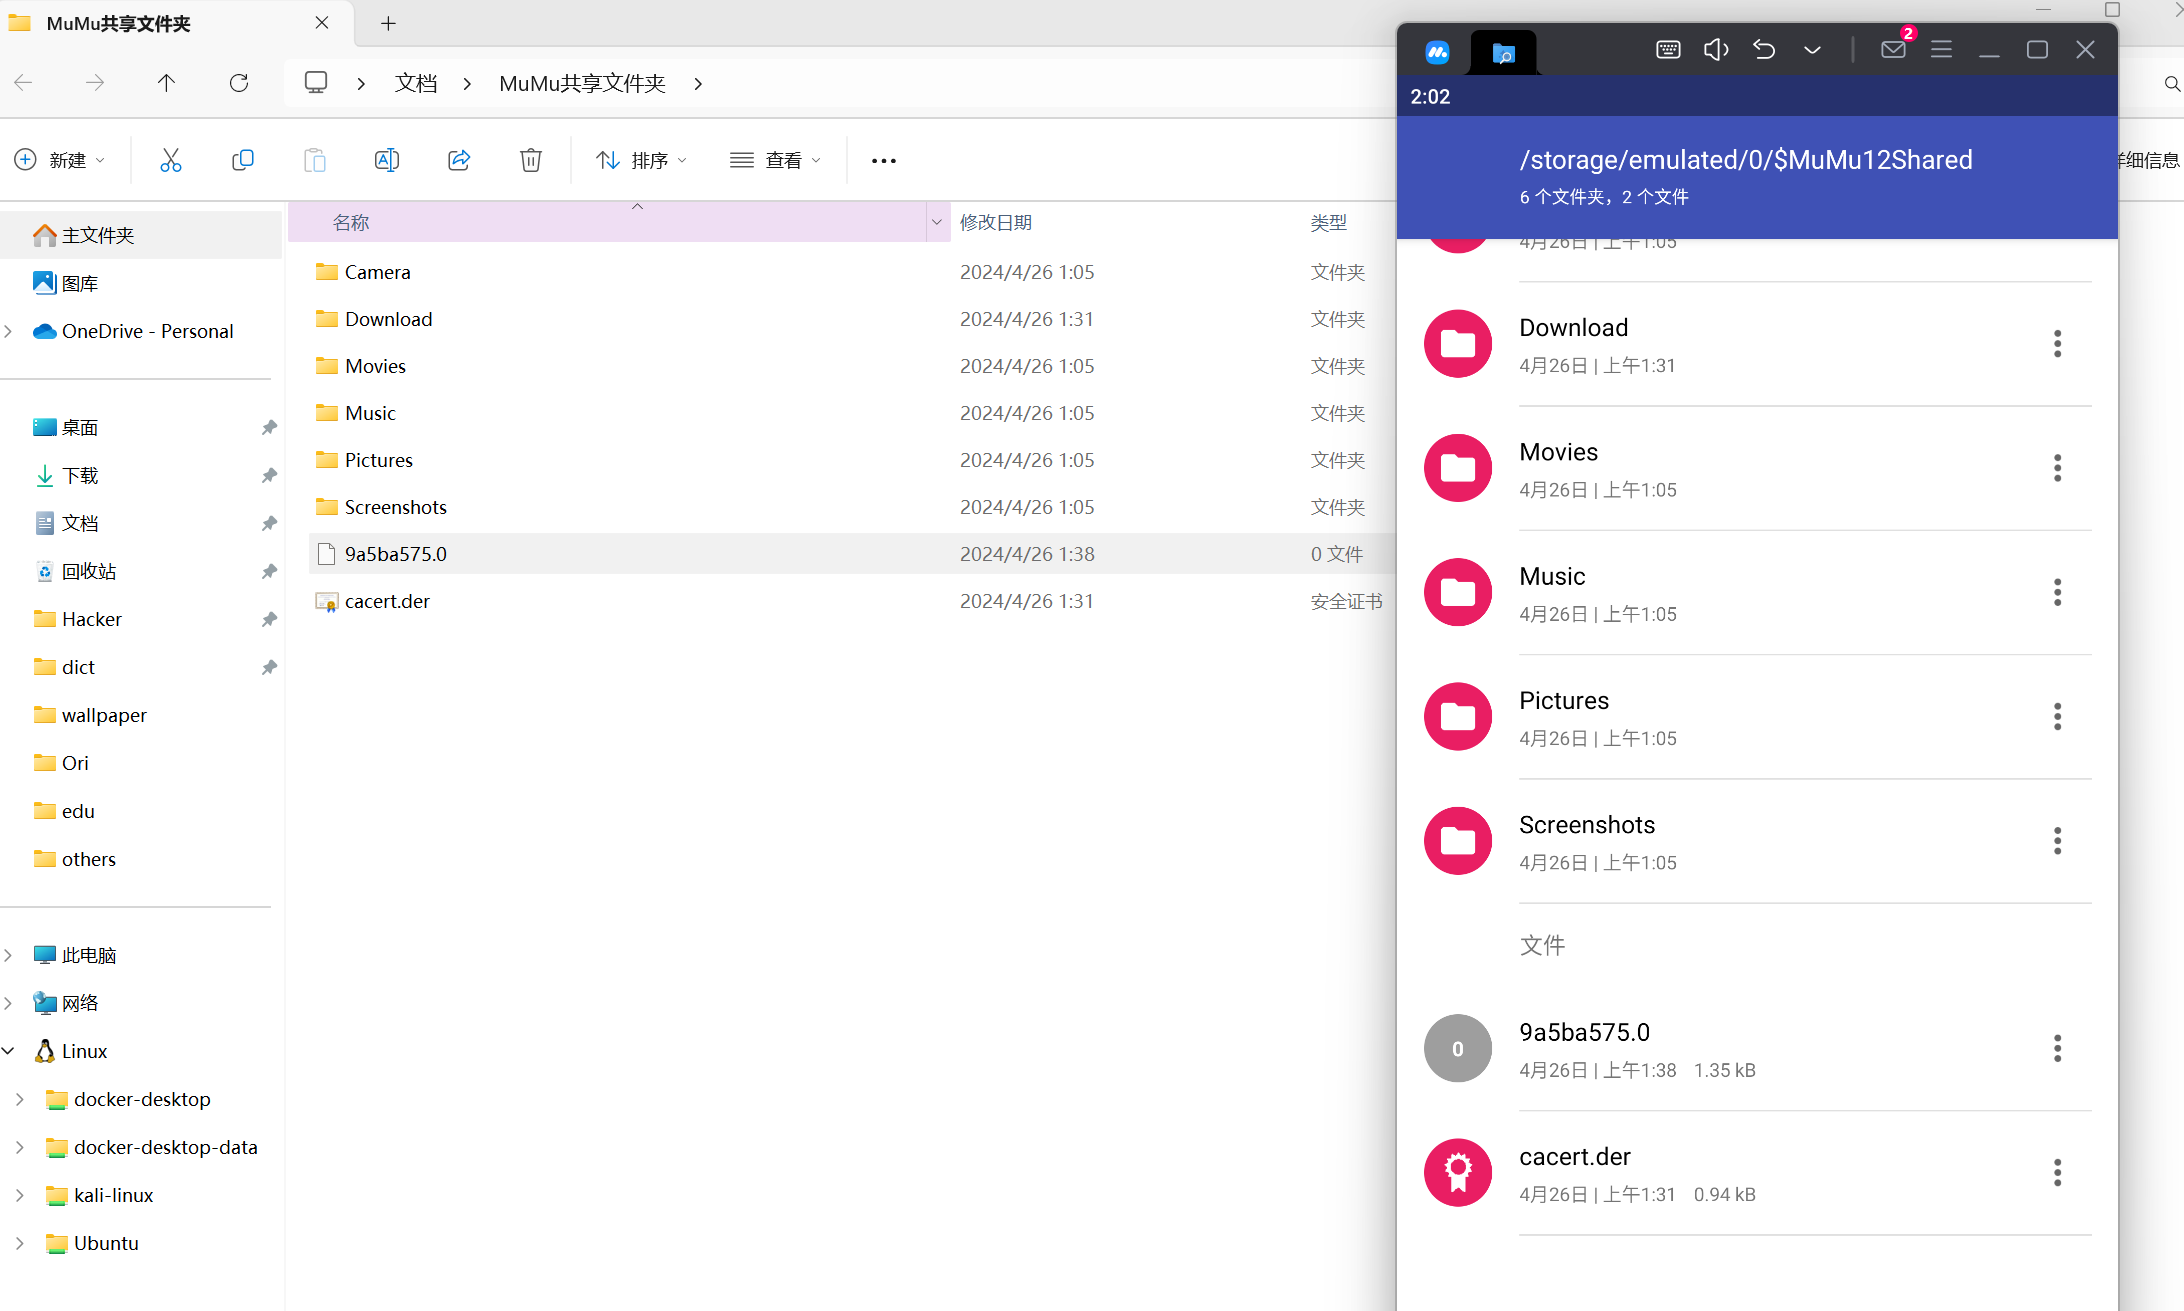 MuMu共享文件夹
文档
MuMu共享文件夹
新建
排序
查看
主文件夹
图库
OneDrive - Personal
桌面
下载
文档
回收站
Hacker
dict
wallpaper
Ori
edu
others
此电脑
网络
Linux
docker-desktop
docker-desktop-data
kali-linux
Ubuntu
名称 修改日期 类型
Camera 2024/4/26 1:05 文件夹
Download 2024/4/26 1:31 文件夹
Movies 2024/4/26 1:05 文件夹
Music 2024/4/26 1:05 文件夹
Pictures 2024/4/26 1:05 文件夹
Screenshots 2024/4/26 1:05 文件夹
9a5ba575.0 2024/4/26 1:38 0 文件
cacert.der 2024/4/26 1:31 安全证书
2
2:02
/storage/emulated/0/$MuMu12Shared
6 个文件夹，2 个文件
4月26日 | 上午1:05
Download
4月26日 | 上午1:31
Movies
4月26日 | 上午1:05
Music
4月26日 | 上午1:05
Pictures
4月26日 | 上午1:05
Screenshots
4月26日 | 上午1:05
文件
0
9a5ba575.0
4月26日 | 上午1:38 1.35 kB
cacert.der
4月26日 | 上午1:31 0.94 kB
细信息